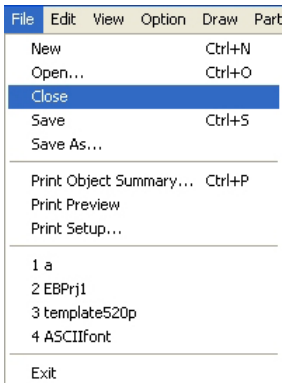 File Edit View Option Draw Part
New Ctrl+N
Open... Ctrl+O
Close
Save Ctrl+S
Save As...
Print Object Summary... Ctrl+P
Print Preview
Print Setup...
1 a
2 EBPrj1
3 template520p
4 ASCIIfont
Exit